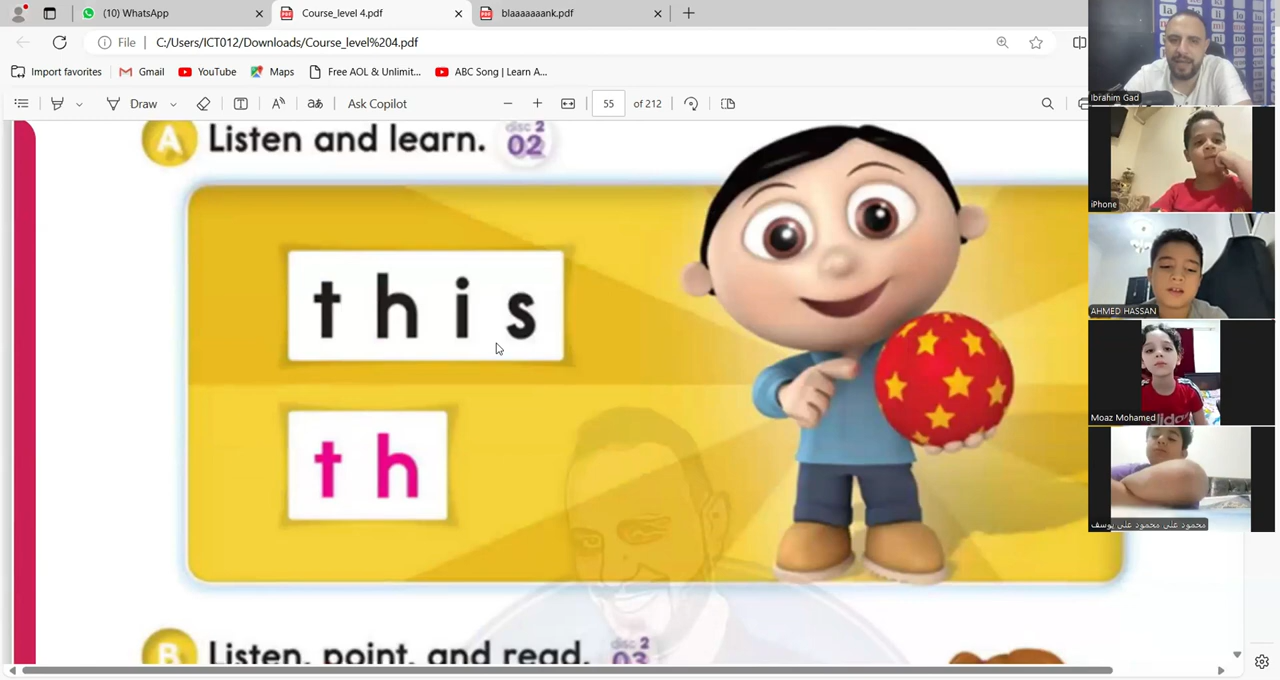 (10) WhatsApp
Course_level 4.pdf
blaaaaaank.pdf
File
C:/Users/ICT012/Downloads/Course_level%204.pdf
Import favorites
Gmail
YouTube
Maps
Free AOL & Unlimit...
ABC Song | Learn A...
Draw
Ask Copilot
55
of 212
A Listen and learn. disc 2 02
this
th
B Listen, point, and read. disc 2 03
Ibrahim Gad
iPhone
AHMED HASSAN
Moaz Mohamed
محمود علي محمود علي يوسف